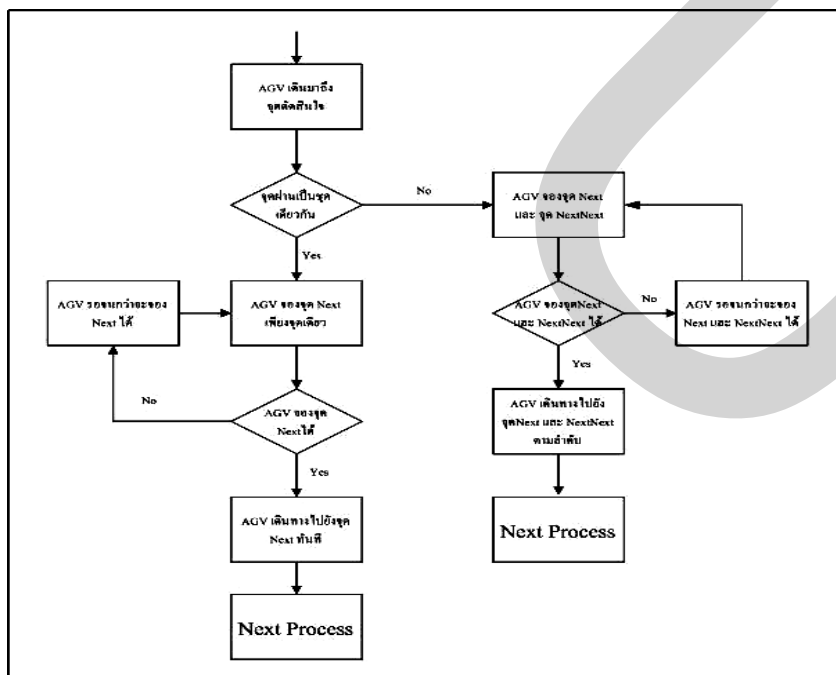 AGV เดินมาถึง
จุดตัดสินใจ
จุดผ่านเป็นจุด
เดียวกัน
No
AGV จองจุด Next
และ จุด NextNext
Yes
AGV รอจนกว่าจะจอง
Next ได้
AGV จองจุด Next
เพียงจุดเดียว
AGV จองจุดNext
และ NextNext ได้
No
AGV รอจนกว่าจะจอง
Next และ NextNext ได้
Yes
No
AGV จองจุด
Nextได้
AGV เดินทางไปยัง
จุดNext และ NextNext
ตามลำดับ
Yes
AGV เดินทางไปยังจุด
Next ทันที
Next Process
Next Process